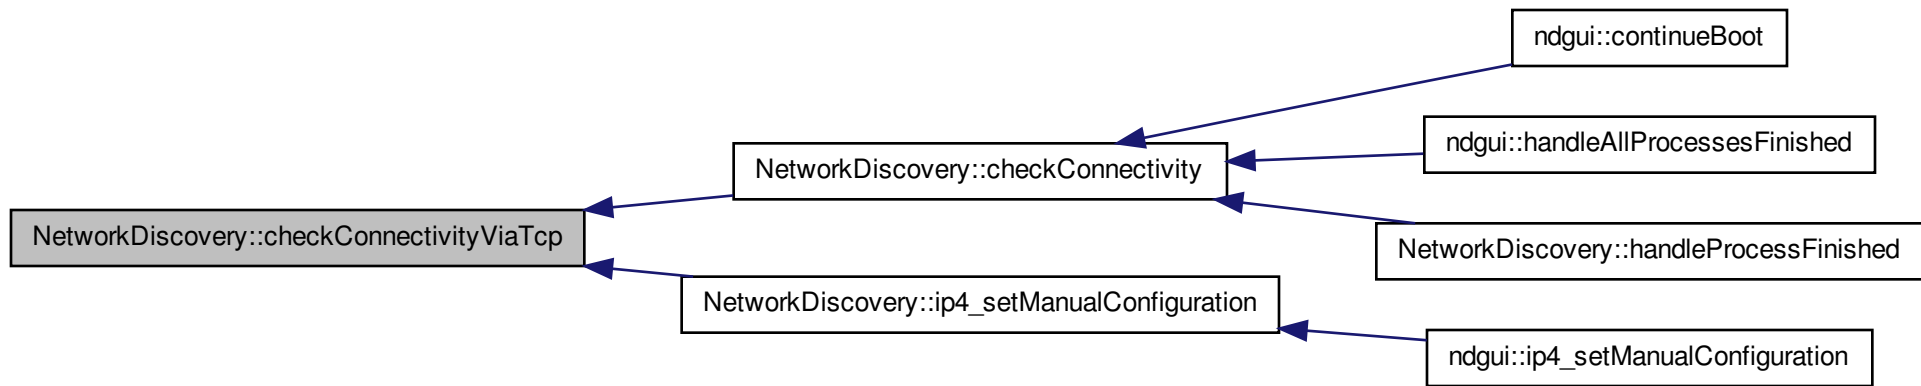 ndgui::continueBoot
ndgui::handleAllProcessesFinished
NetworkDiscovery::checkConnectivity
NetworkDiscovery::checkConnectivityViaTcp
NetworkDiscovery::handleProcessFinished
NetworkDiscovery::ip4_setManualConfiguration
ndgui::ip4_setManualConfiguration